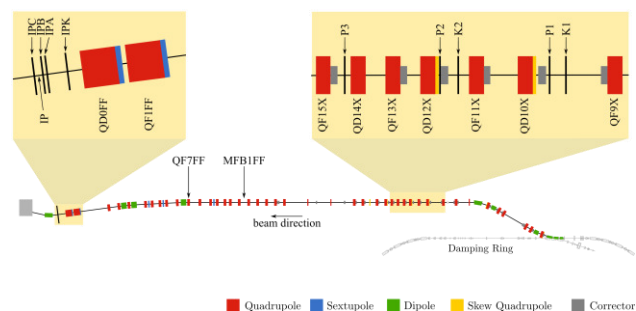 IPC
IPB
IPA
IPK
IP
QD0FF
QF1FF
P3
P2
K2
P1
K1
QF15X
QD14X
QF13X
QD12X
QF11X
QD10X
QF9X
QF7FF
MFB1FF
beam direction
Damping Ring
Quadrupole
Sextupole
Dipole
Skew Quadrupole
Corrector